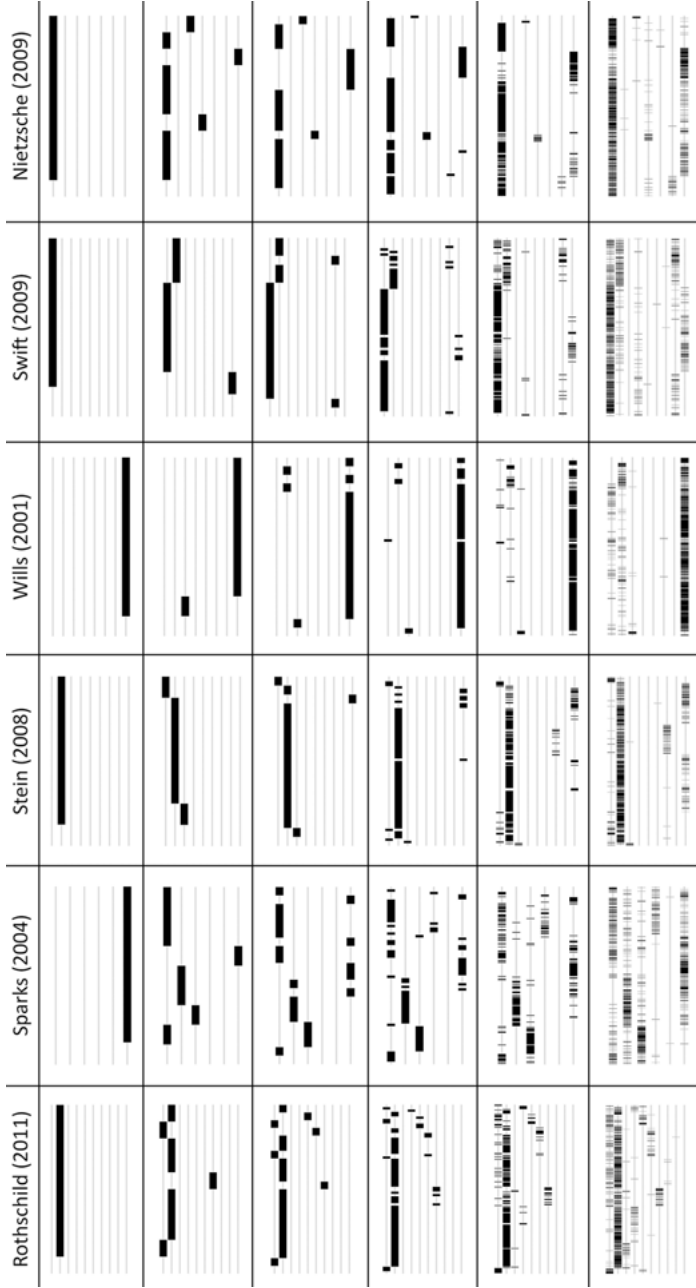 Rothschild (2011)
Sparks (2004)
Stein (2008)
Wills (2001)
Swift (2009)
Nietzsche (2009)